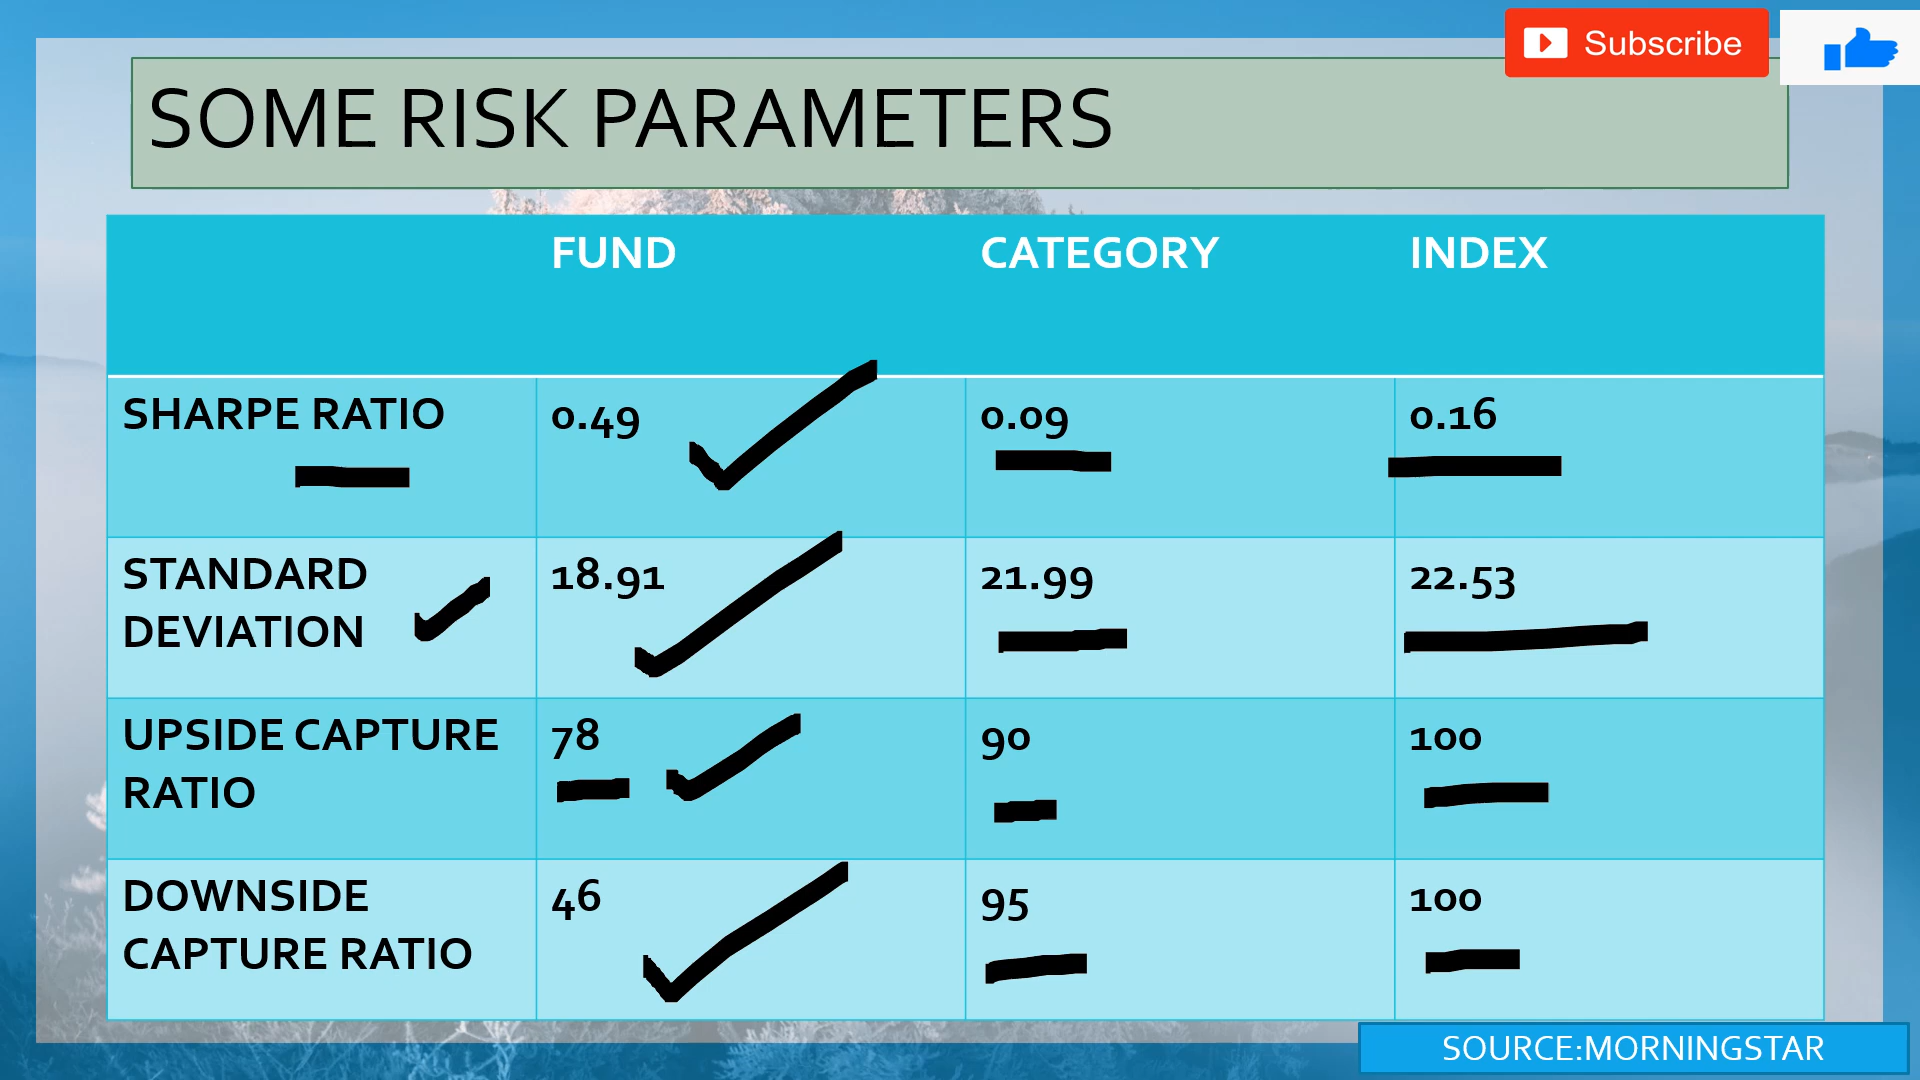 Subscribe
SOME RISK PARAMETERS
FUND CATEGORY INDEX
SHARPE RATIO 0.49 0.09 0.16
STANDARD DEVIATION 18.91 21.99 22.53
UPSIDE CAPTURE RATIO 78 90 100
DOWNSIDE CAPTURE RATIO 46 95 100
SOURCE:MORNINGSTAR